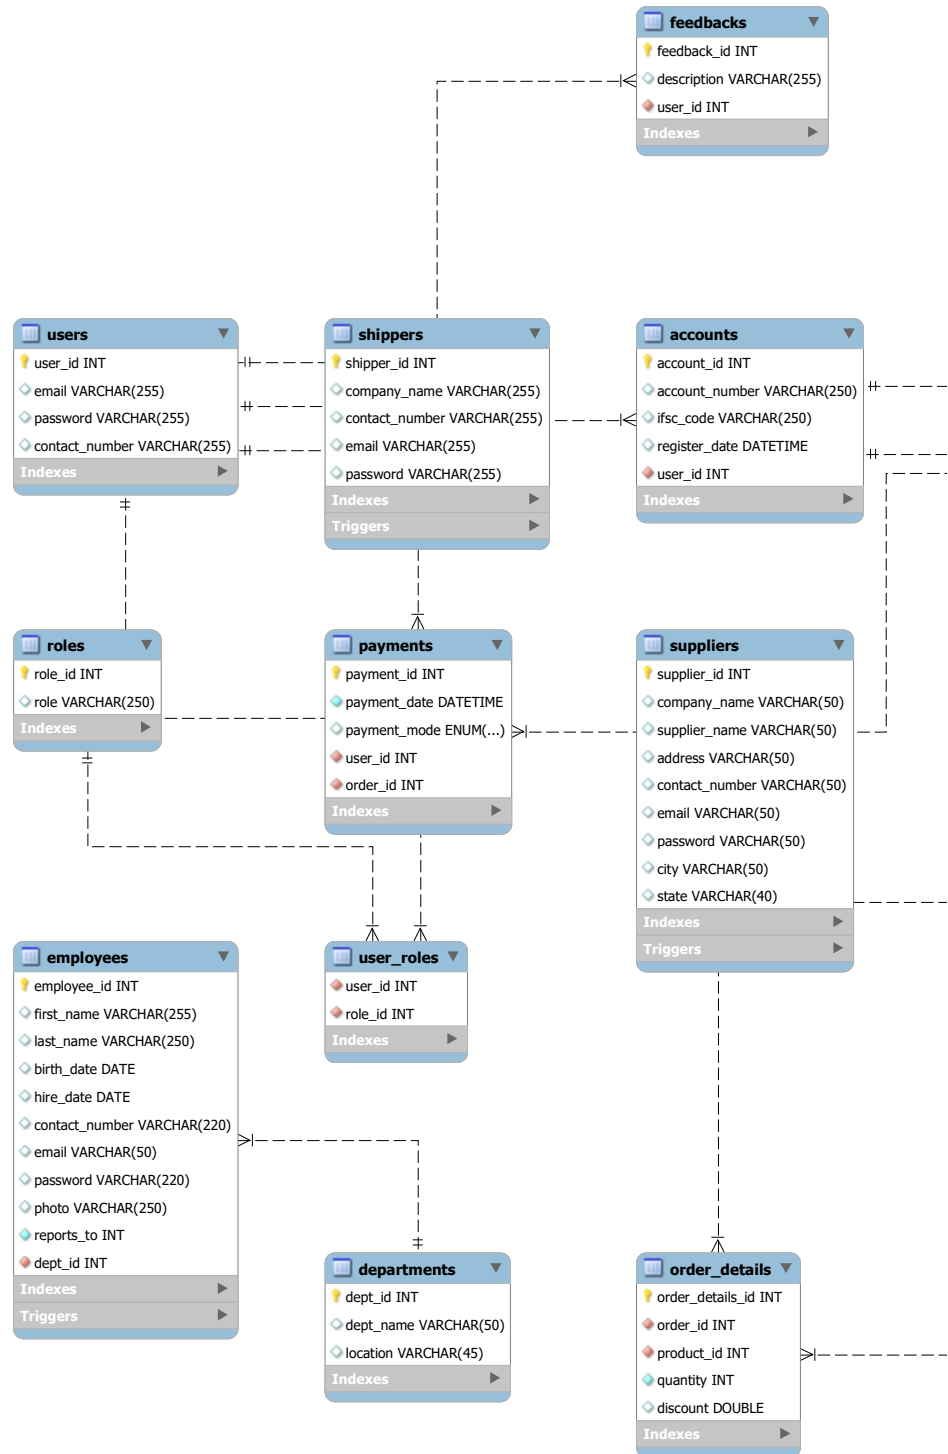 feedbacks
feedback_id INT
description VARCHAR(255)
user_id INT
Indexes
users
user_id INT
email VARCHAR(255)
password VARCHAR(255)
contact_number VARCHAR(255)
Indexes
shippers
shipper_id INT
company_name VARCHAR(255)
contact_number VARCHAR(255)
email VARCHAR(255)
password VARCHAR(255)
Indexes
Triggers
accounts
account_id INT
account_number VARCHAR(250)
ifsc_code VARCHAR(250)
register_date DATETIME
user_id INT
Indexes
roles
role_id INT
role VARCHAR(250)
Indexes
payments
payment_id INT
payment_date DATETIME
payment_mode ENUM(...)
user_id INT
order_id INT
Indexes
suppliers
supplier_id INT
company_name VARCHAR(50)
supplier_name VARCHAR(50)
address VARCHAR(50)
contact_number VARCHAR(50)
email VARCHAR(50)
password VARCHAR(50)
city VARCHAR(50)
state VARCHAR(40)
Indexes
Triggers
employees
employee_id INT
first_name VARCHAR(255)
last_name VARCHAR(250)
birth_date DATE
hire_date DATE
contact_number VARCHAR(220)
email VARCHAR(50)
password VARCHAR(220)
photo VARCHAR(250)
reports_to INT
dept_id INT
Indexes
Triggers
user_roles
user_id INT
role_id INT
Indexes
departments
dept_id INT
dept_name VARCHAR(50)
location VARCHAR(45)
Indexes
order_details
order_details_id INT
order_id INT
product_id INT
quantity INT
discount DOUBLE
Indexes